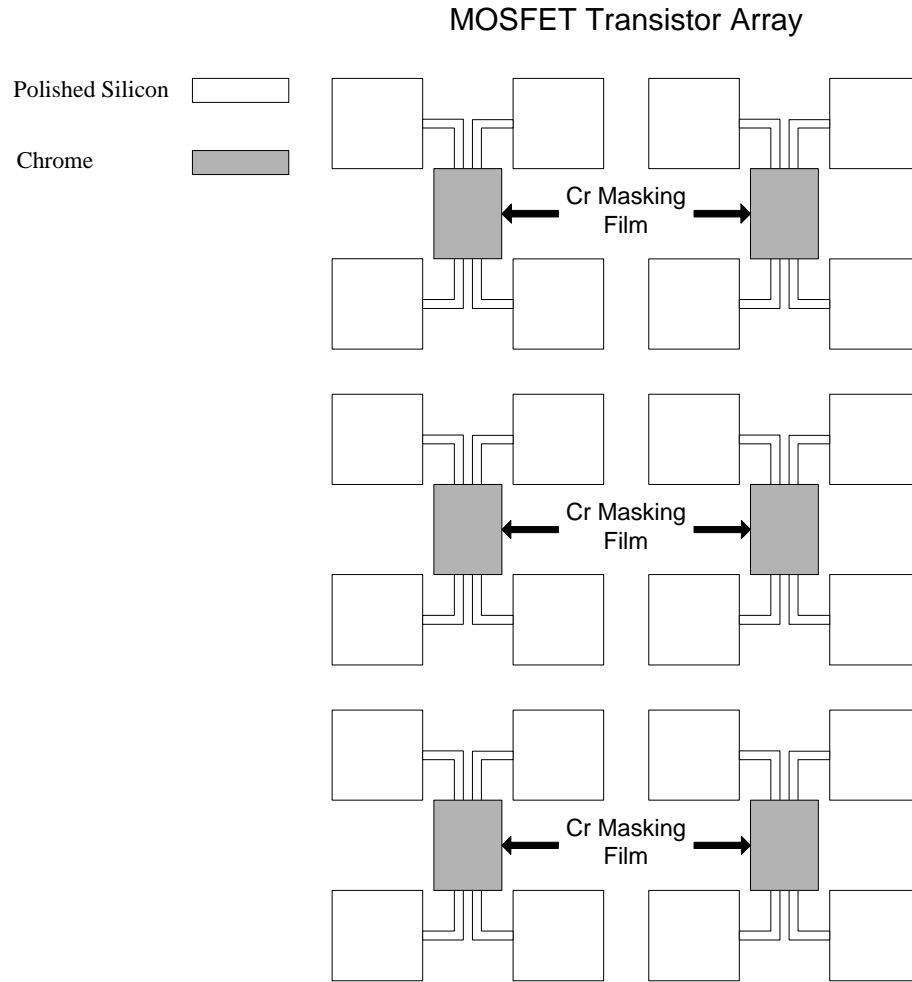 MOSFET Transistor Array
Polished Silicon
Chrome
Cr Masking
Film
Cr Masking
Film
Cr Masking
Film